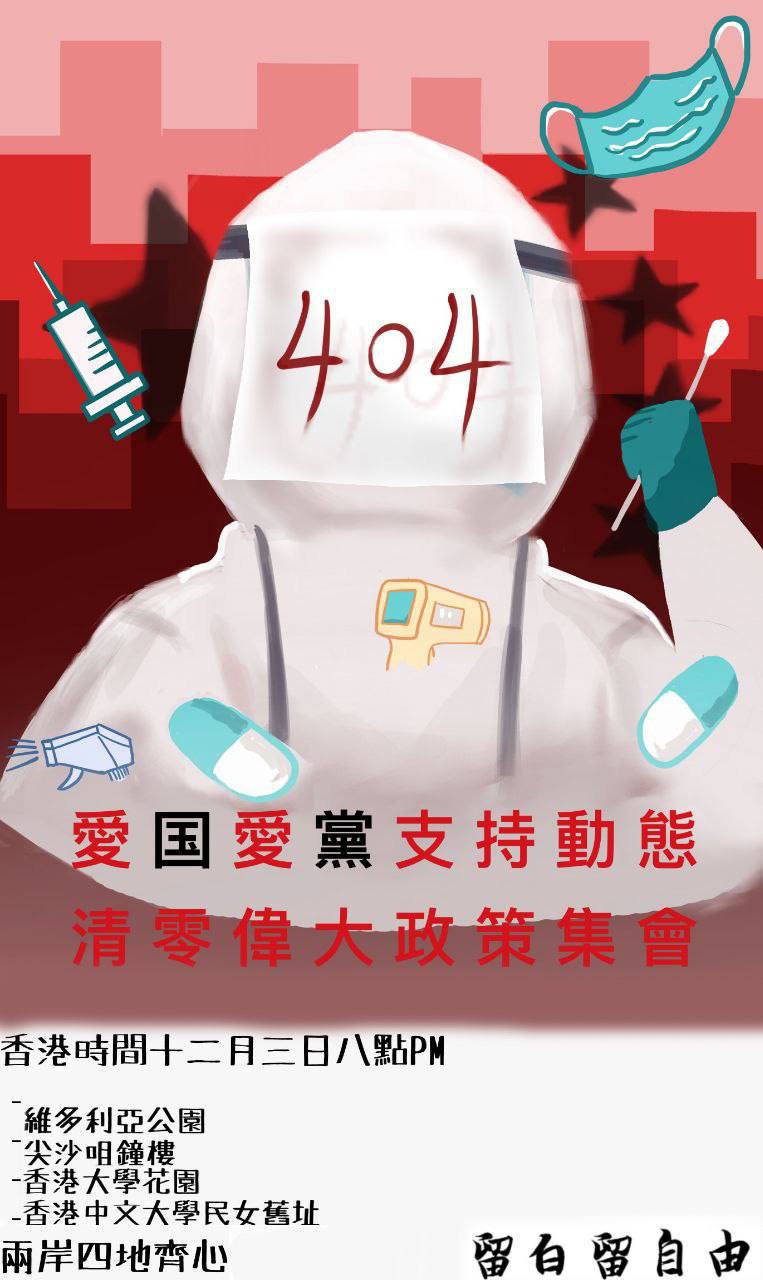 404
愛国愛黨支持動態
清零偉大政策集會
香港時間十二月三日八點PM
-維多利亞公園
-尖沙咀鐘樓
-香港大學花園
-香港中文大學民女舊址
兩岸四地齊心
留白留自由